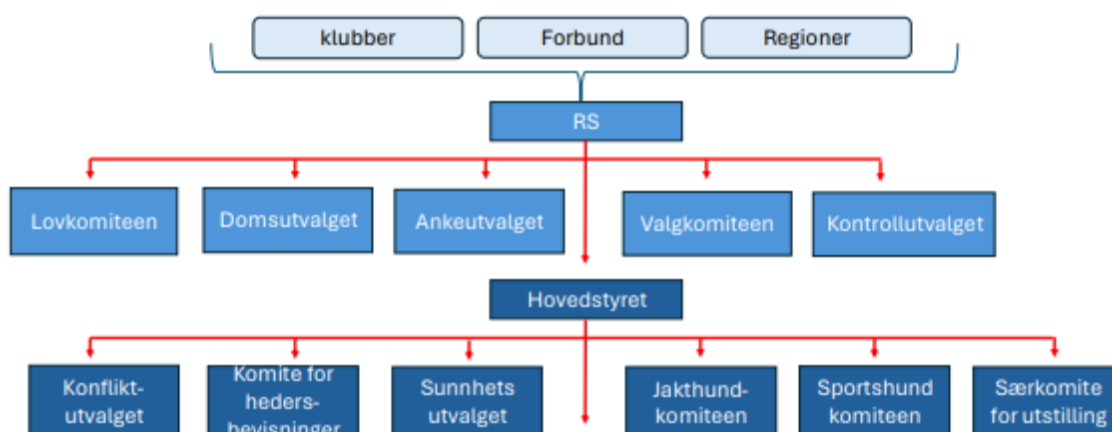 klubber
Forbund
Regioner
RS
Lovkomiteen
Domsutvalget
Ankeutvalget
Valgkomiteen
Kontrollutvalget
Hovedstyret
Konflikt-
utvalget
Komite for
heders-
bevisninger
Sunnhets
utvalget
Jakthund-
komiteen
Sportshund
komiteen
Særkomite
for utstilling